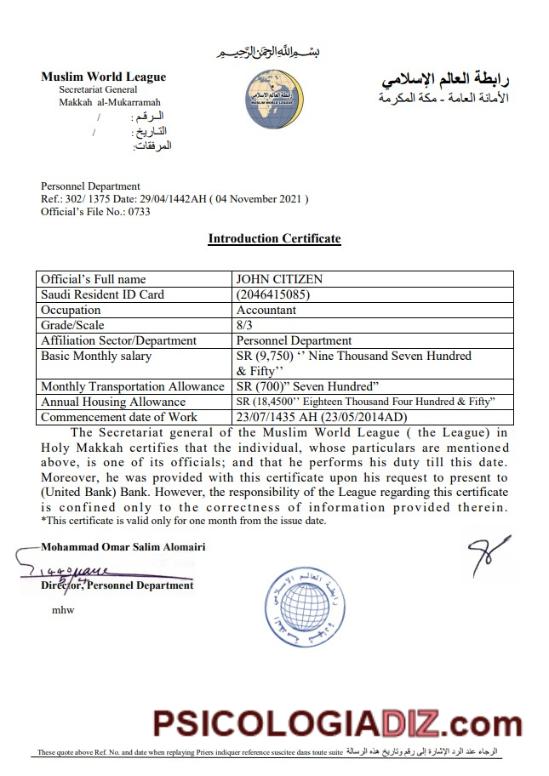 بسم الله الرحمن الرحيم
Muslim World League
Secretariat General
Makkah al-Mukarramah
الـرقـم : /
التـاريخ : /
المرفقات:
MUSLIM WORLD LEAGUE
رابطة العالم الإسلامي
الأمانة العامة - مكة المكرمة
Personnel Department
Ref.: 302/ 1375 Date: 29/04/1442AH ( 04 November 2021 )
Official's File No.: 0733
Introduction Certificate
Official's Full name JOHN CITIZEN
Saudi Resident ID Card (2046415085)
Occupation Accountant
Grade/Scale 8/3
Affiliation Sector/Department Personnel Department
Basic Monthly salary SR (9,750) ‘’ Nine Thousand Seven Hundred
& Fifty’’
Monthly Transportation Allowance SR (700)” Seven Hundred”
Annual Housing Allowance SR (18,4500’’ Eighteen Thousand Four Hundred & Fifty”
Commencement date of Work 23/07/1435 AH (23/05/2014AD)
The Secretariat general of the Muslim World League ( the League) in
Holy Makkah certifies that the individual, whose particulars are mentioned
above, is one of its officials; and that he performs his duty till this date.
Moreover, he was provided with this certificate upon his request to present to
(United Bank) Bank. However, the responsibility of the League regarding this certificate
is confined only to the correctness of information provided therein.
*This certificate is valid only for one month from the issue date.
Mohammad Omar Salim Alomairi
Director, Personnel Department
mhw
PSICOLOGIADIZ.com
These quote above Ref. No. and date when replaying Priers indiquer reference suscitee dans toute suite الرجاء عند الرد الإشارة إلى رقم وتاريخ هذه الرسالة